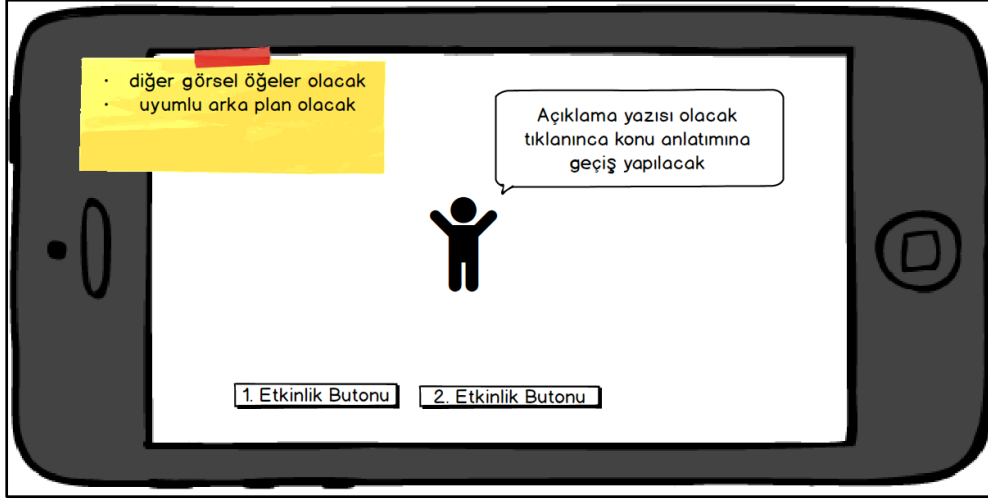 · diğer görsel öğeler olacak
· uyumlu arka plan olacak
Açıklama yazısı olacak
tıklanınca konu anlatımına
geçiş yapılacak
1. Etkinlik Butonu
2. Etkinlik Butonu